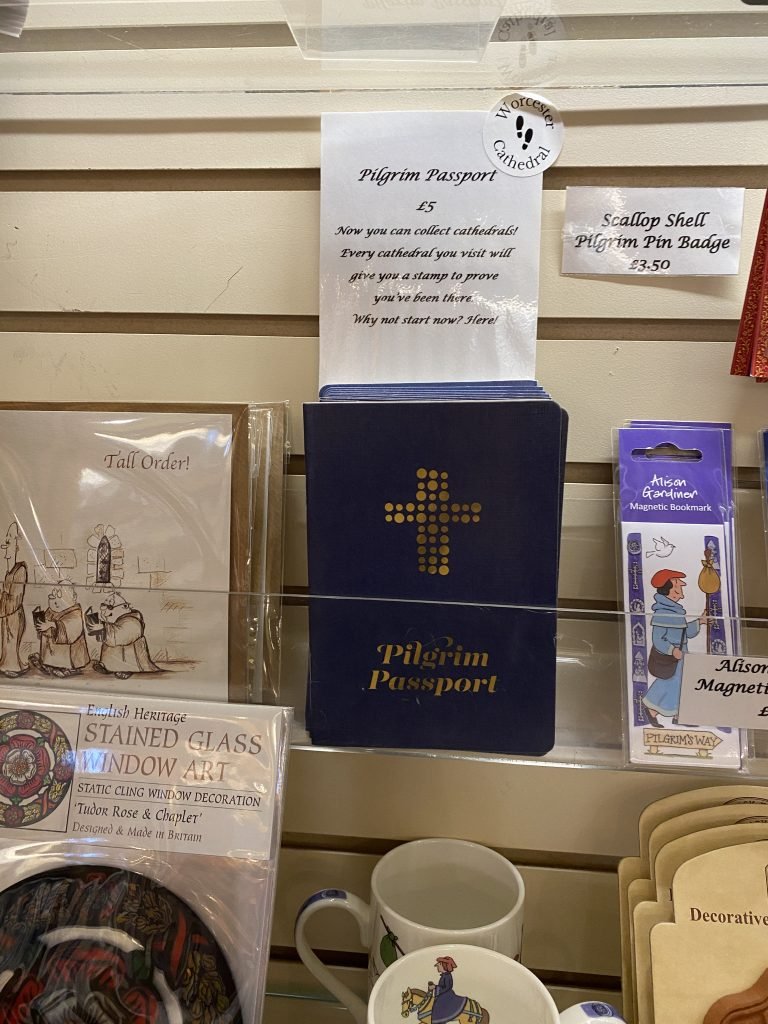 Worcester
Cathedral
Pilgrim Passport
£5
Now you can collect cathedrals!
Every cathedral you visit will
give you a stamp to prove
you've been there.
Why not start now? Here!
Scallop Shell
Pilgrim Pin Badge
£3.50
Tall Order!
Pilgrim
Passport
Alison
Gardiner
Magnetic Bookmark
PILGRIM'S WAY
Alison
Magneti
£
English Heritage
STAINED GLASS
WINDOW ART
STATIC CLING WINDOW DECORATION
'Tudor Rose & Chaplet'
Designed & Made in Britain
Decorative